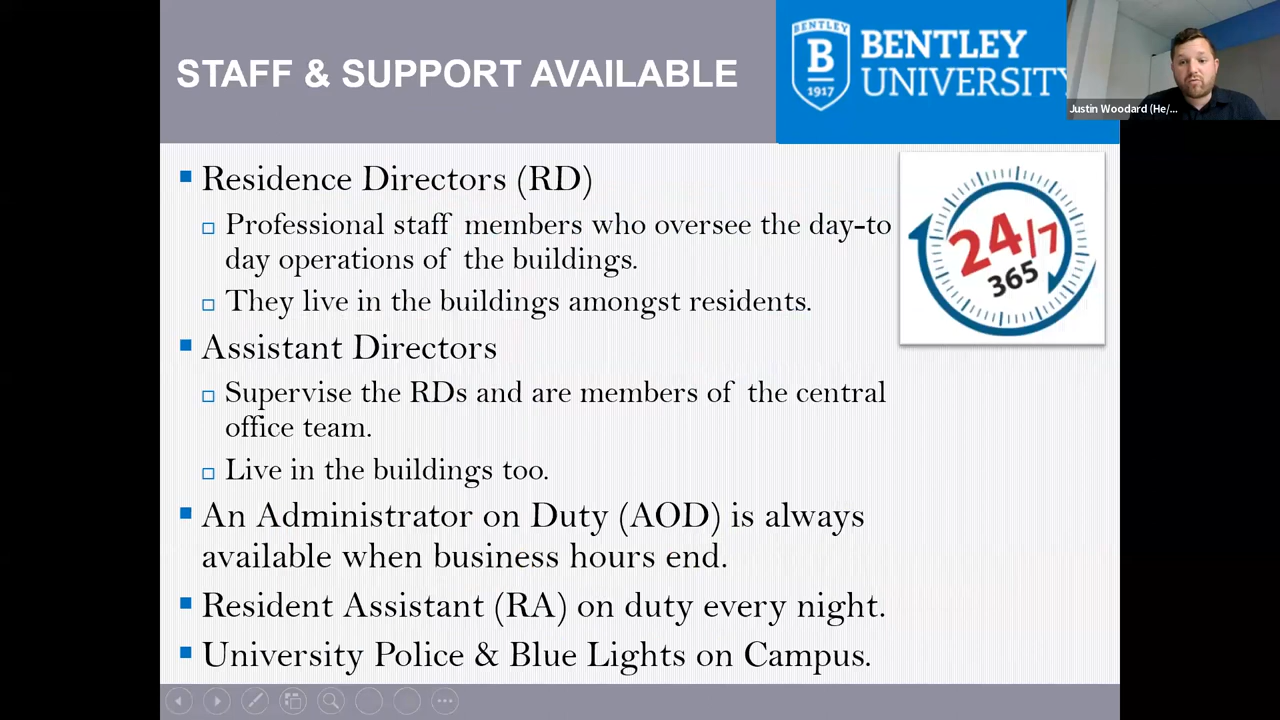 STAFF & SUPPORT AVAILABLE
BENTLEY
B
1917
BENTLEY
UNIVERSITY
Justin Woodard (He/...
Residence Directors (RD)
Professional staff members who oversee the day-to
day operations of the buildings.
They live in the buildings amongst residents.
Assistant Directors
Supervise the RDs and are members of the central
office team.
Live in the buildings too.
An Administrator on Duty (AOD) is always
available when business hours end.
Resident Assistant (RA) on duty every night.
University Police & Blue Lights on Campus.
24/7
365